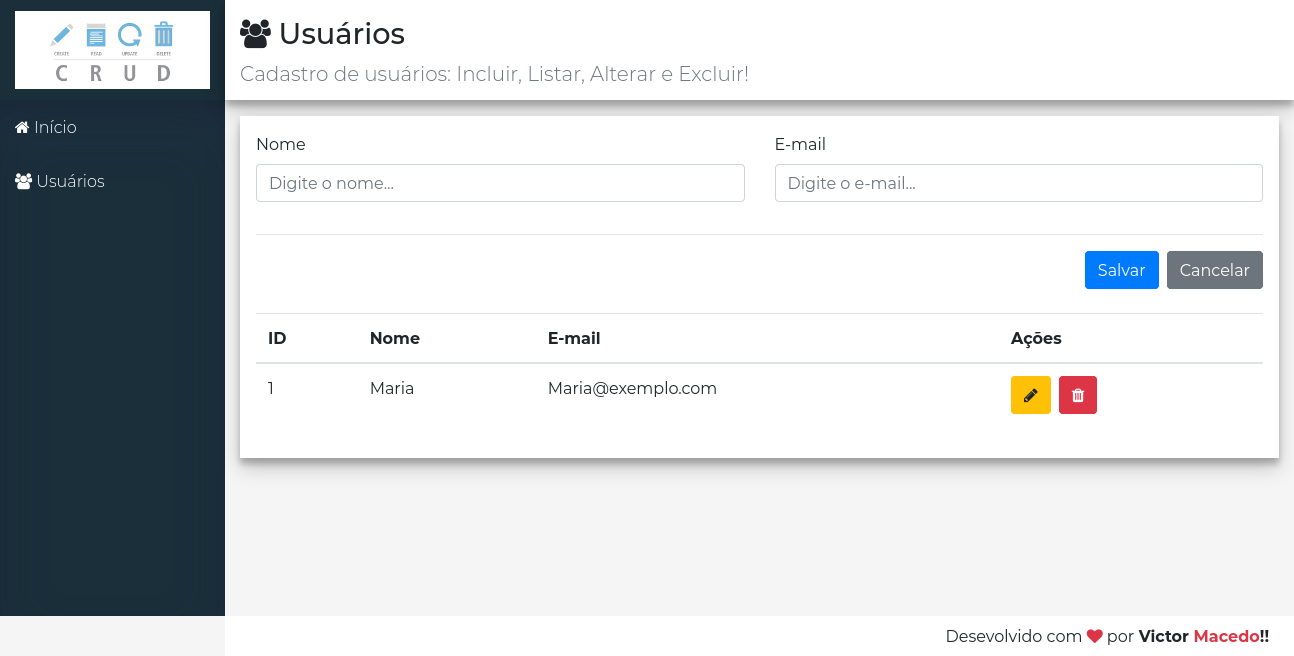 CREATE READ UPDATE DELETE
C R U D
Início
Usuários
Usuários
Cadastro de usuários: Incluir, Listar, Alterar e Excluir!
Nome E-mail
Digite o nome... Digite o e-mail...
Salvar Cancelar
ID Nome E-mail Ações
1 Maria Maria@exemplo.com
Desevolvido com por Victor Macedo!!